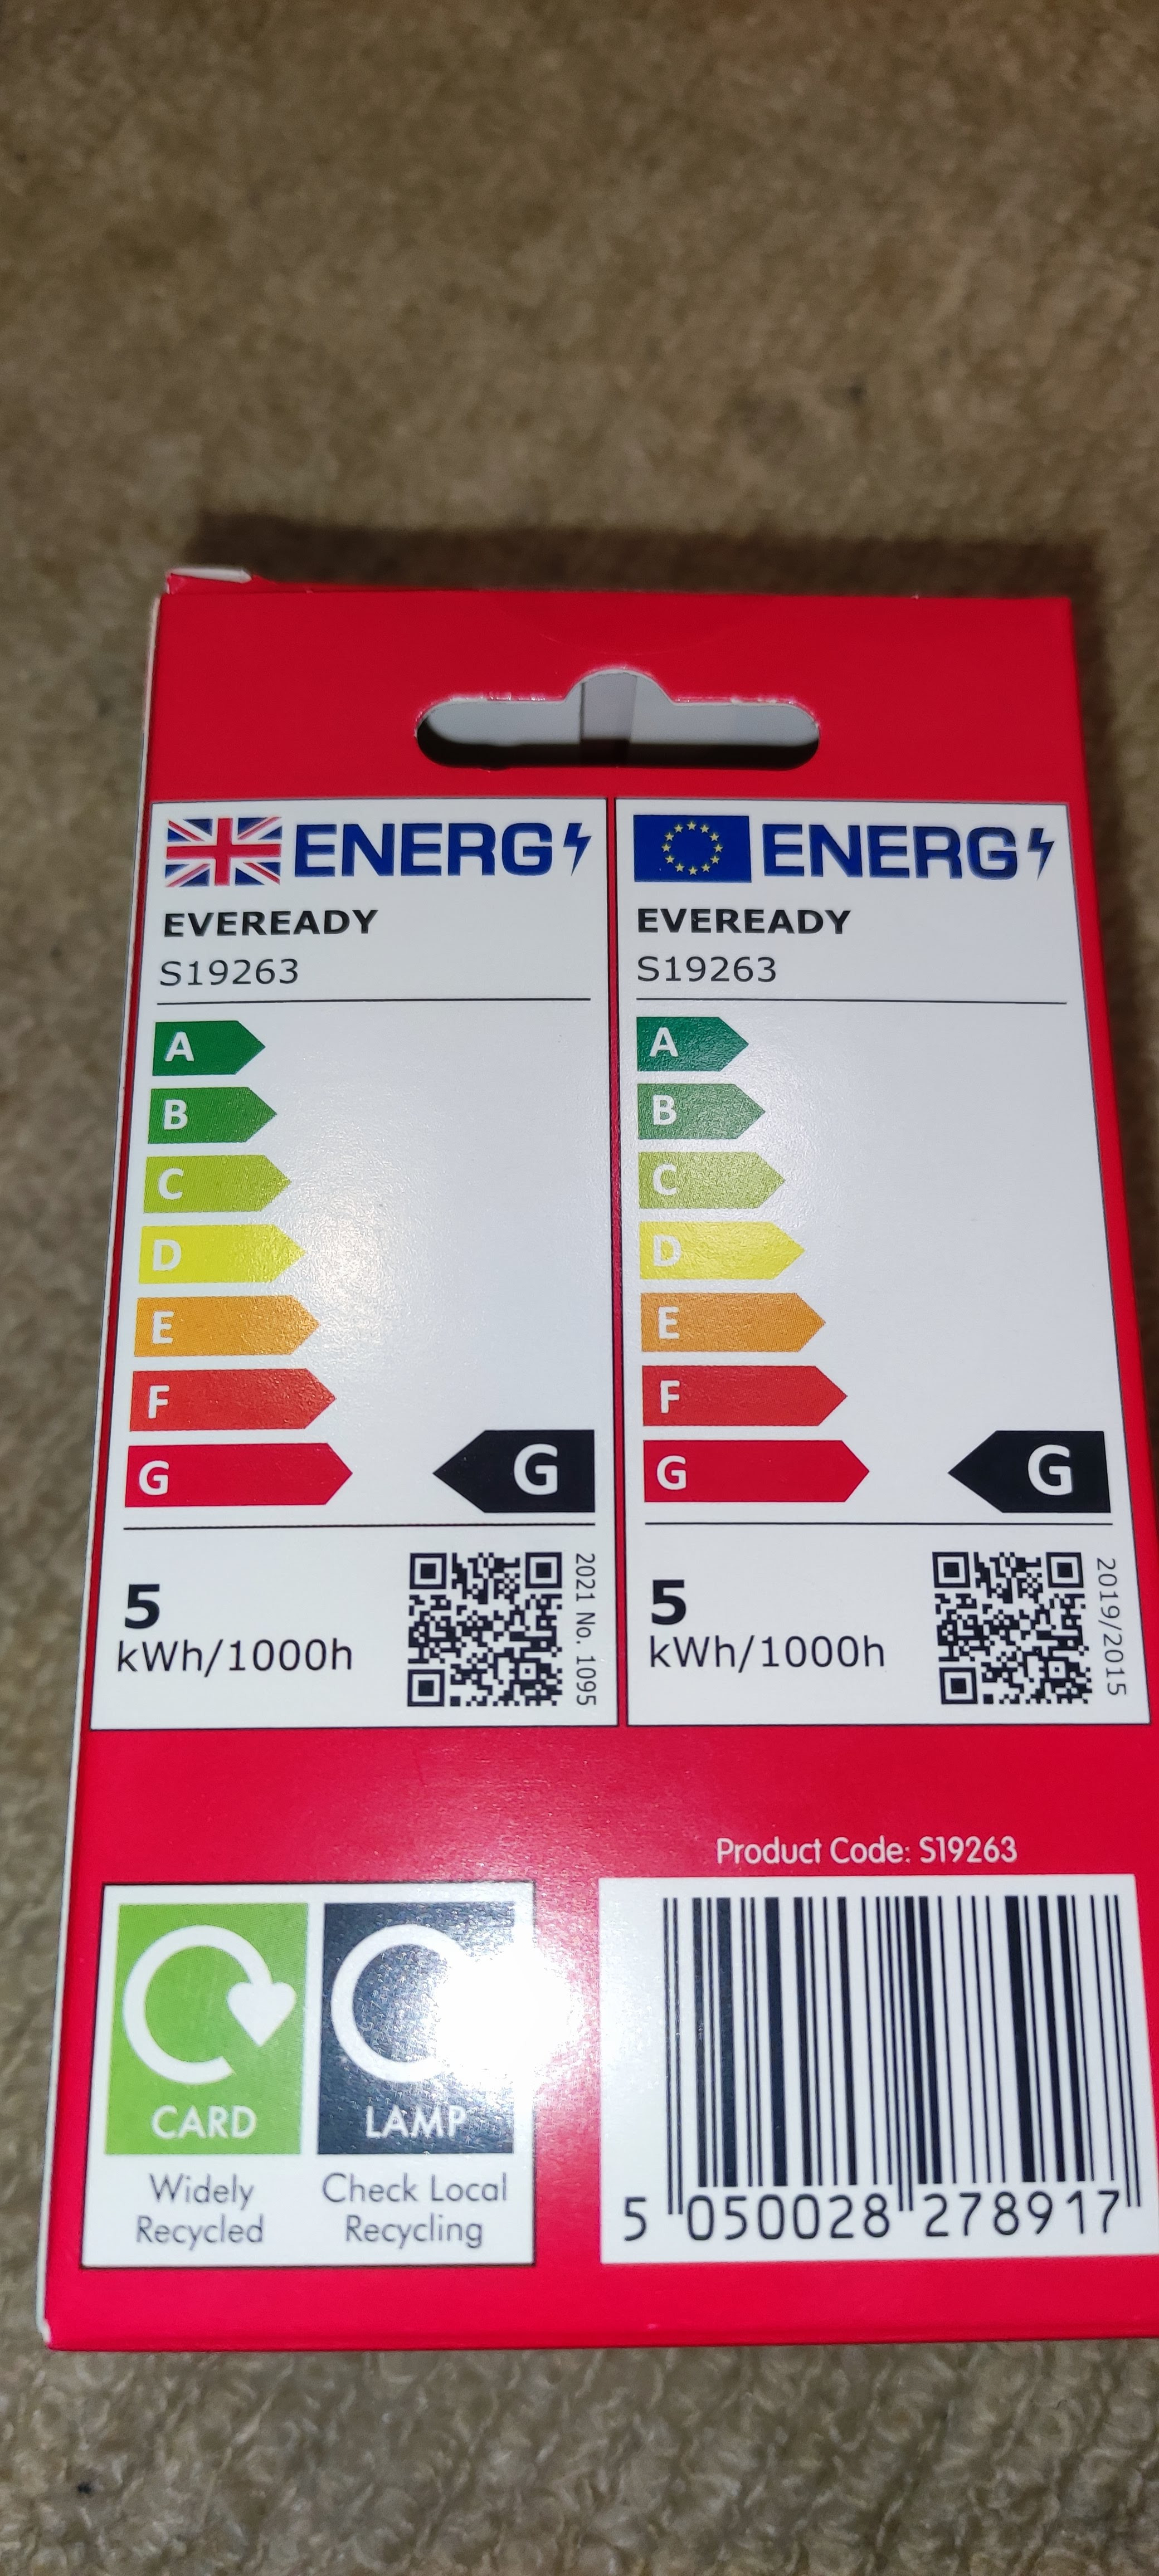 ENERG
EVEREADY
S19263
A
B
C
D
E
F
G
G
5
kWh/1000h
2021 No. 1095
ENERG
EVEREADY
S19263
A
B
C
D
E
F
G
G
5
kWh/1000h
2019/2015
Product Code: S19263
CARD
Widely
Recycled
LAMP
Check Local
Recycling
5 050028 278917